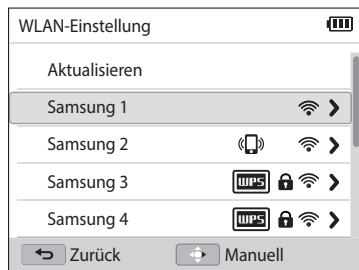 WLAN-Einstellung
Aktualisieren
Samsung 1
Samsung 2
Samsung 3 WPS
Samsung 4 WPS
Zurück Manuell